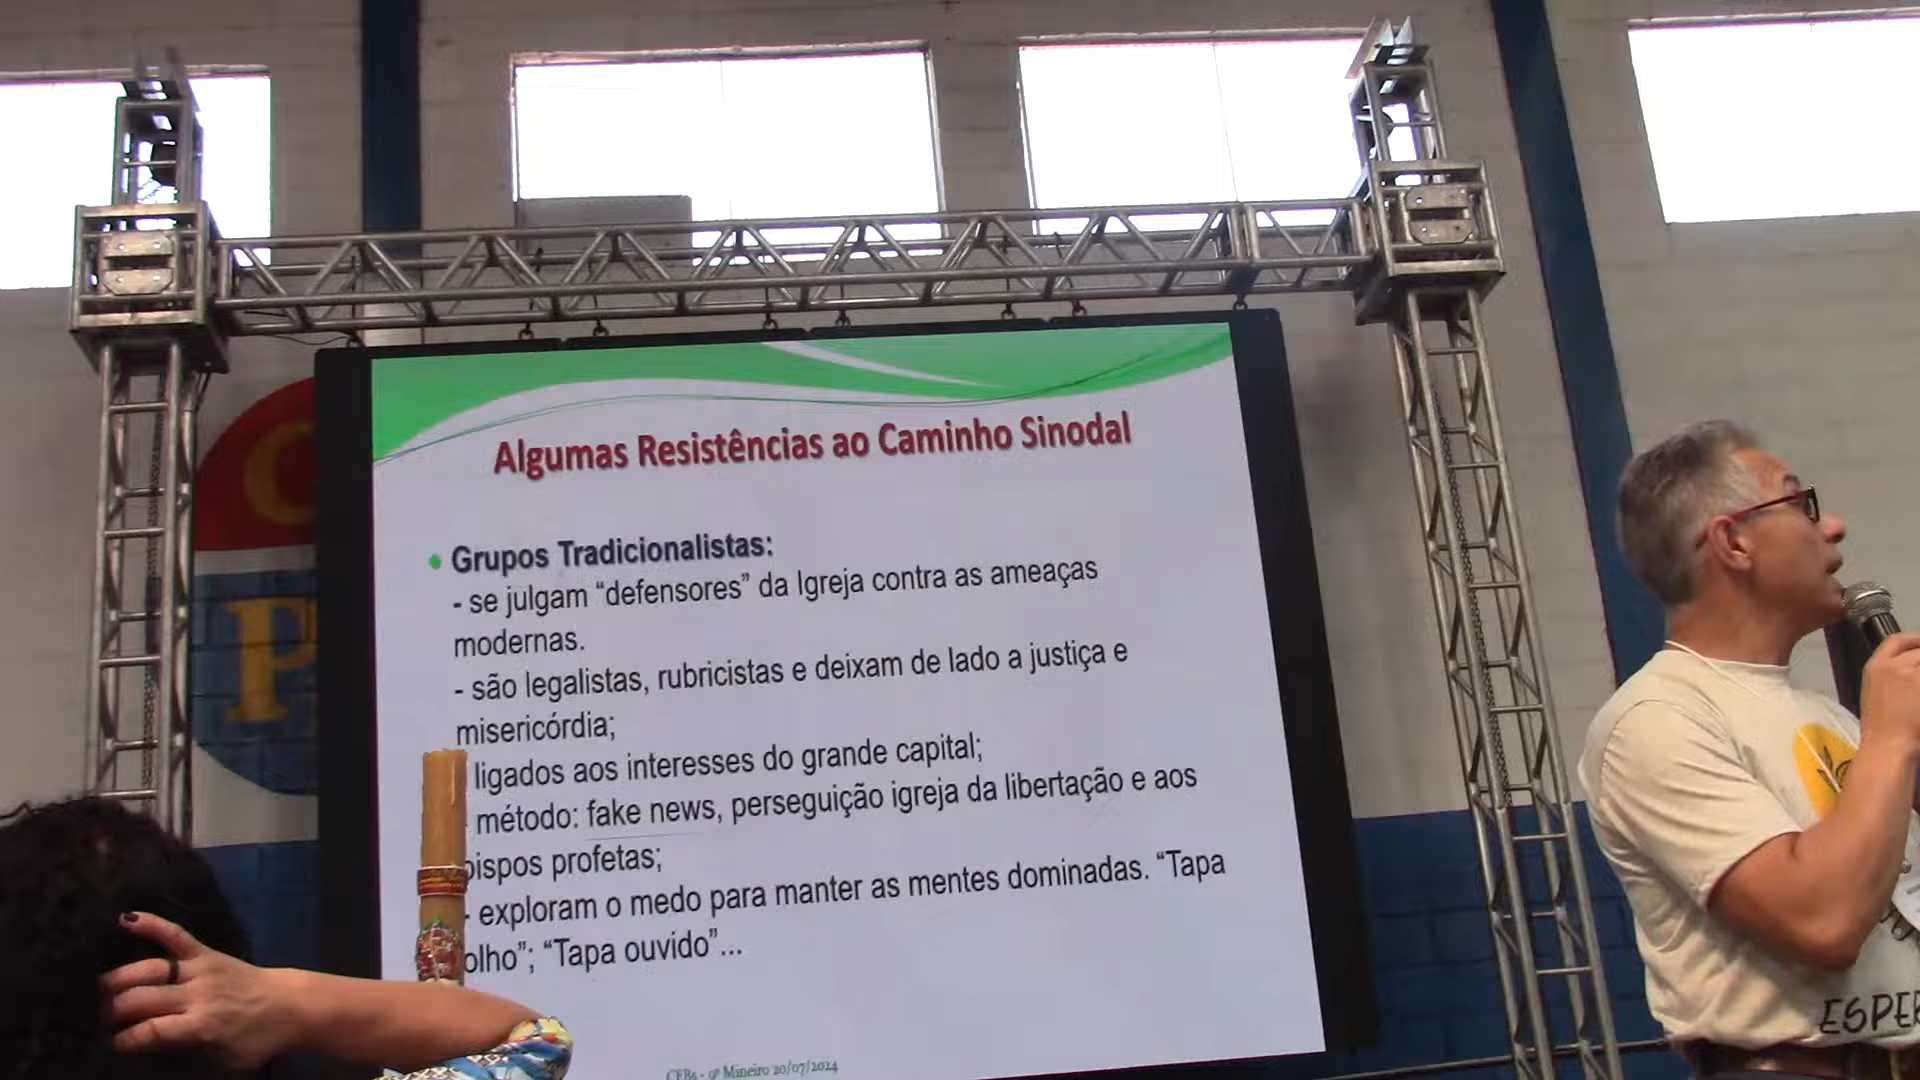 Algumas Resistências ao Caminho Sinodal
Grupos Tradicionalistas:
- se julgam “defensores” da Igreja contra as ameaças
modernas.
- são legalistas, rubricistas e deixam de lado a justiça e
misericórdia;
ligados aos interesses do grande capital;
método: fake news, perseguição igreja da libertação e aos
bispos profetas;
- exploram o medo para manter as mentes dominadas. “Tapa
olho”; “Tapa ouvido”...
CEBs - 9º Mineiro 20/07/2024
C
P
ESPE